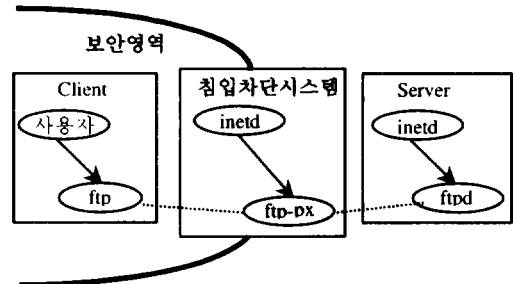 보안영역
Client
침입차단시스템
Server
사용자
inetd
inetd
ftp
ftp-px
ftpd